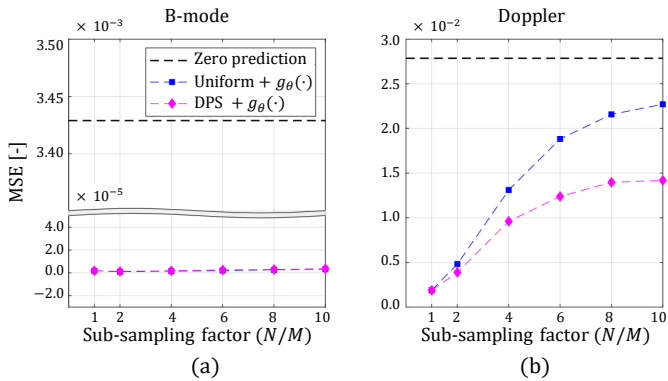 B-mode
× 10⁻³
3.50
3.45
3.40
× 10⁻⁵
4.0
2.0
0.0
−2.0
MSE [-]
Zero prediction
Uniform + g_θ(·)
DPS + g_θ(·)
1 2 4 6 8 10
Sub-sampling factor (N/M)
(a)
Doppler
× 10⁻²
3.0
2.5
2.0
1.5
1.0
0.5
0.0
1 2 4 6 8 10
Sub-sampling factor (N/M)
(b)